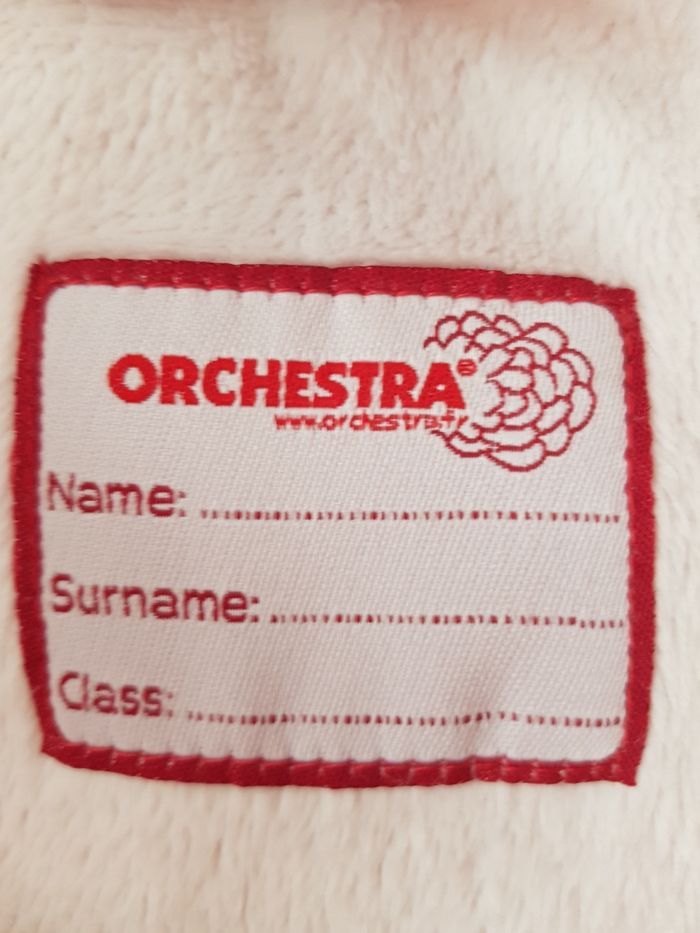 ORCHESTRA®
www.orchestra.fr
Name:
Surname:
Class: